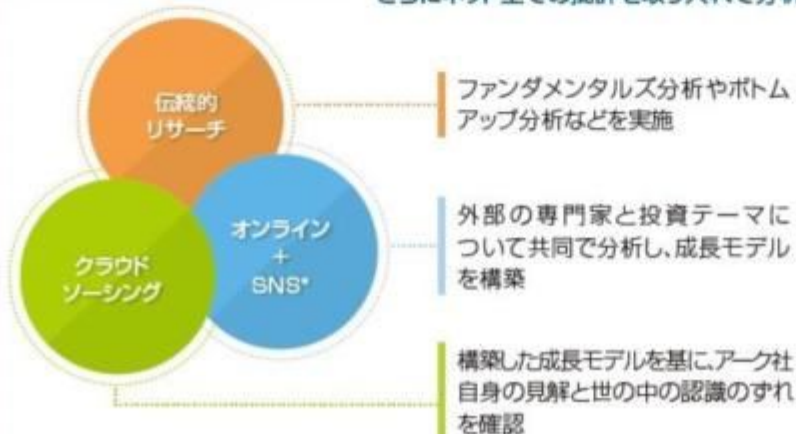 伝統的
リサーチ
ファンダメンタルズ分析やボトム
アップ分析などを実施
オンライン
+
SNS*
外部の専門家と投資テーマに
ついて共同で分析し、成長モデル
を構築
クラウド
ソーシング
構築した成長モデルを基に、アーク社
自身の見解と世の中の認識のずれ
を確認